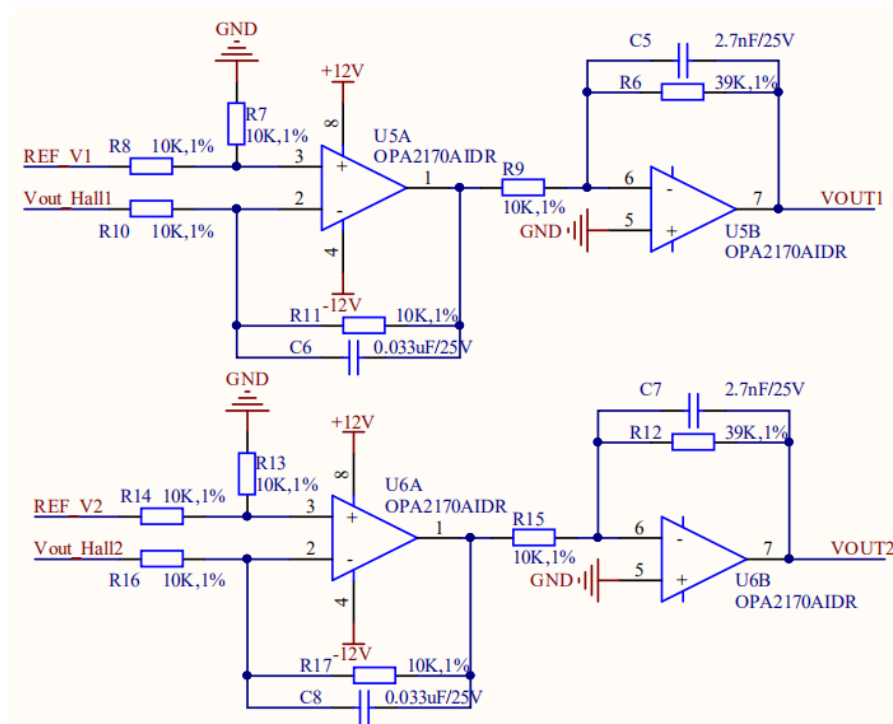 C5 2.7nF/25V
GND
+12V
R6 39K,1%
R7
8
10K,1%
U5A
OPA2170AIDR
R8 10K,1%
REF_V1
3
+
1
R9
6
-
7
VOUT1
Vout_Hall1
2
-
10K,1%
5
+
GND
U5B
OPA2170AIDR
R10 10K,1%
4
-12V
R11 10K,1%
C6 0.033uF/25V
GND
C7 2.7nF/25V
+12V
R12 39K,1%
R13
8
10K,1%
U6A
OPA2170AIDR
R14 10K,1%
REF_V2
3
+
1
R15
6
-
7
VOUT2
Vout_Hall2
2
-
10K,1%
5
+
GND
U6B
OPA2170AIDR
R16 10K,1%
4
-12V
R17 10K,1%
C8 0.033uF/25V